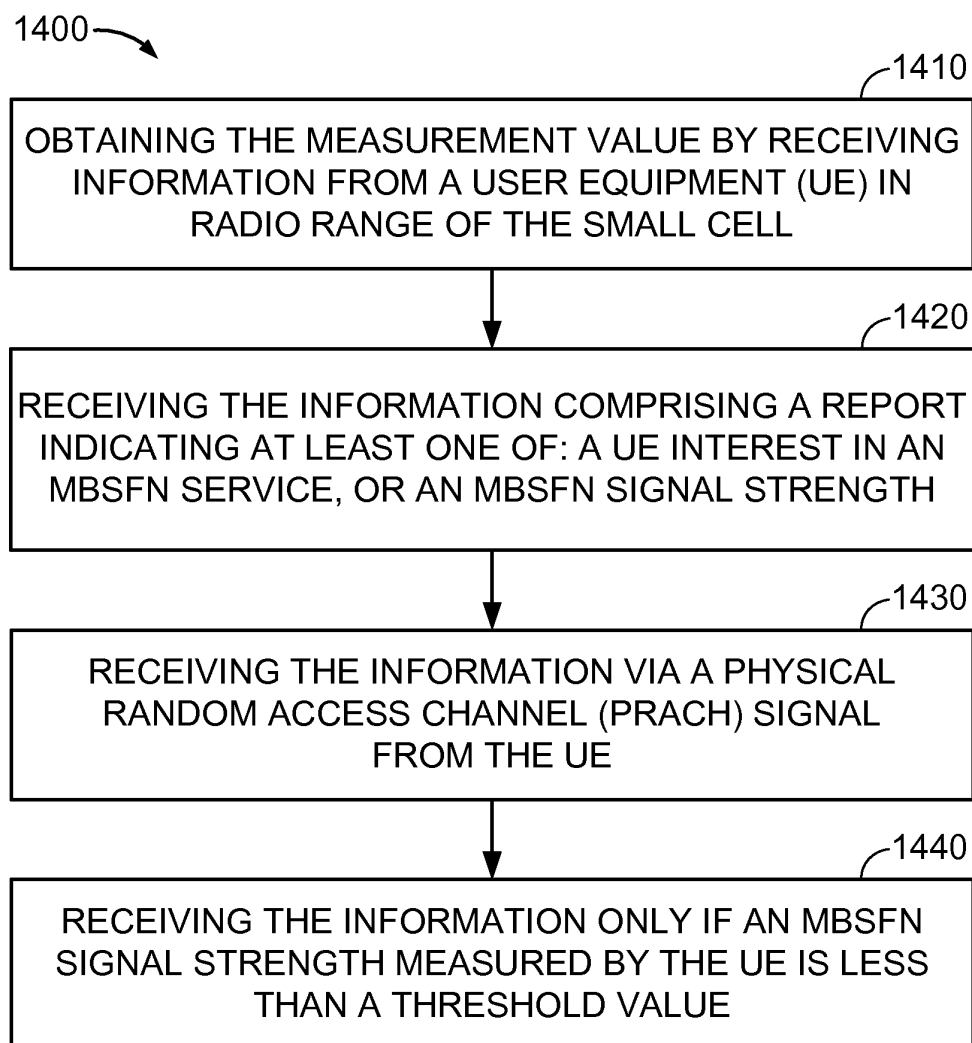 1400
1410
OBTAINING THE MEASUREMENT VALUE BY RECEIVING
INFORMATION FROM A USER EQUIPMENT (UE) IN
RADIO RANGE OF THE SMALL CELL
1420
RECEIVING THE INFORMATION COMPRISING A REPORT
INDICATING AT LEAST ONE OF: A UE INTEREST IN AN
MBSFN SERVICE, OR AN MBSFN SIGNAL STRENGTH
1430
RECEIVING THE INFORMATION VIA A PHYSICAL
RANDOM ACCESS CHANNEL (PRACH) SIGNAL
FROM THE UE
1440
RECEIVING THE INFORMATION ONLY IF AN MBSFN
SIGNAL STRENGTH MEASURED BY THE UE IS LESS
THAN A THRESHOLD VALUE